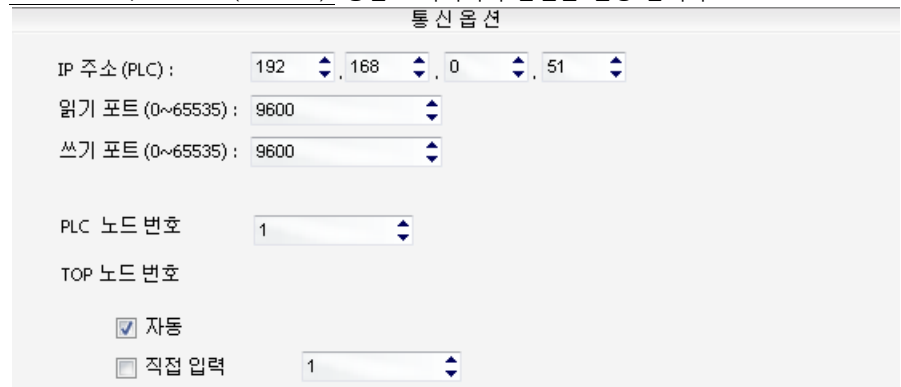 통 신 옵 션
IP 주소 (PLC) : 192 . 168 . 0 . 51
읽기 포트 (0~65535) : 9600
쓰기 포트 (0~65535) : 9600
PLC 노드 번호 1
TOP 노드 번호
자동
직접 입력 1